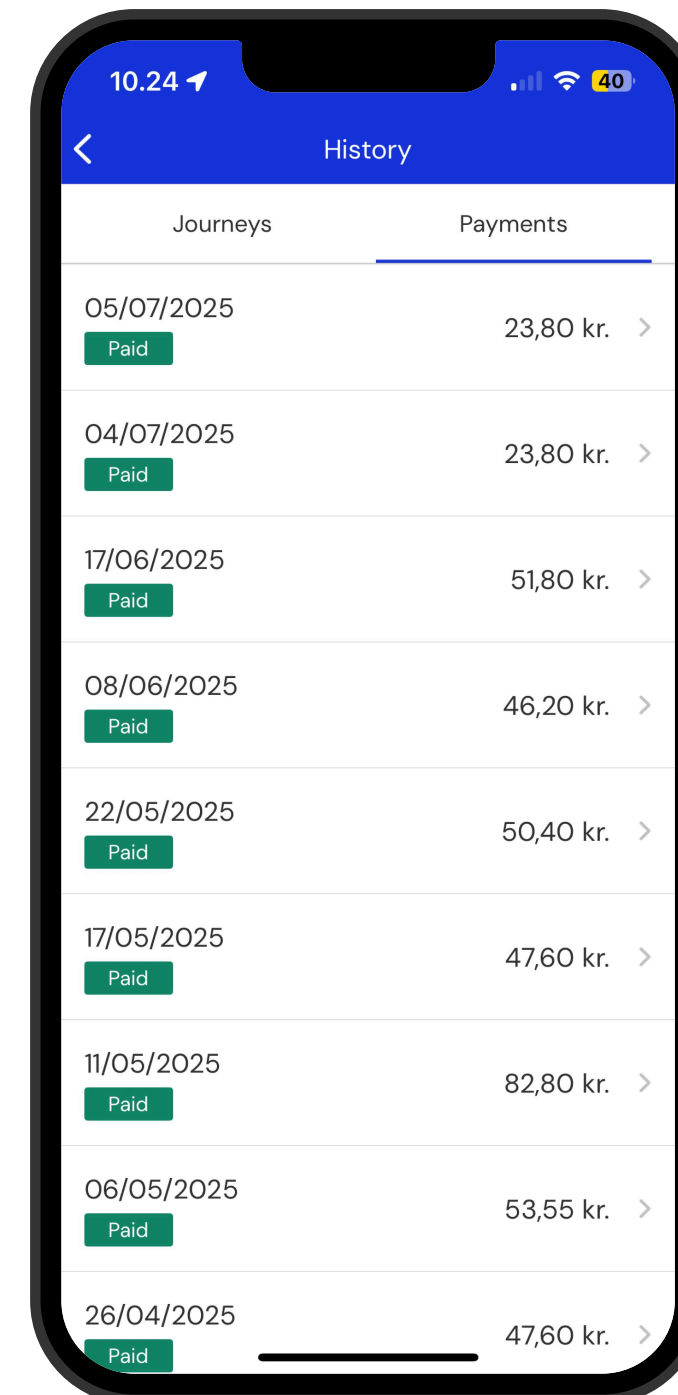 10.24 40
History
Journeys Payments
05/07/2025
23,80 kr.
Paid
04/07/2025
23,80 kr.
Paid
17/06/2025
51,80 kr.
Paid
08/06/2025
46,20 kr.
Paid
22/05/2025
50,40 kr.
Paid
17/05/2025
47,60 kr.
Paid
11/05/2025
82,80 kr.
Paid
06/05/2025
53,55 kr.
Paid
26/04/2025
47,60 kr.
Paid